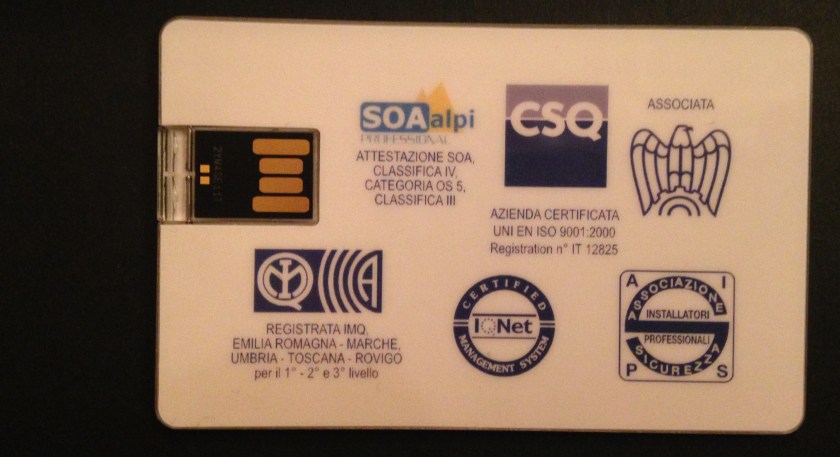 SOAalpi
PROFESSIONAL
ATTESTAZIONE SOA,
CLASSIFICA IV,
CATEGORIA OS 5,
CLASSIFICA III
CSQ
AZIENDA CERTIFICATA
UNI EN ISO 9001:2000
Registration n° IT 12825
ASSOCIATA
REGISTRATA IMQ,
EMILIA ROMAGNA - MARCHE,
UMBRIA - TOSCANA - ROVIGO
per il 1° - 2° e 3° livello
CERTIFIED
IQNet
MANAGEMENT SYSTEM
A I
ASSOCIAZIONE
INSTALLATORI
PROFESSIONALI
SICUREZZA
P S